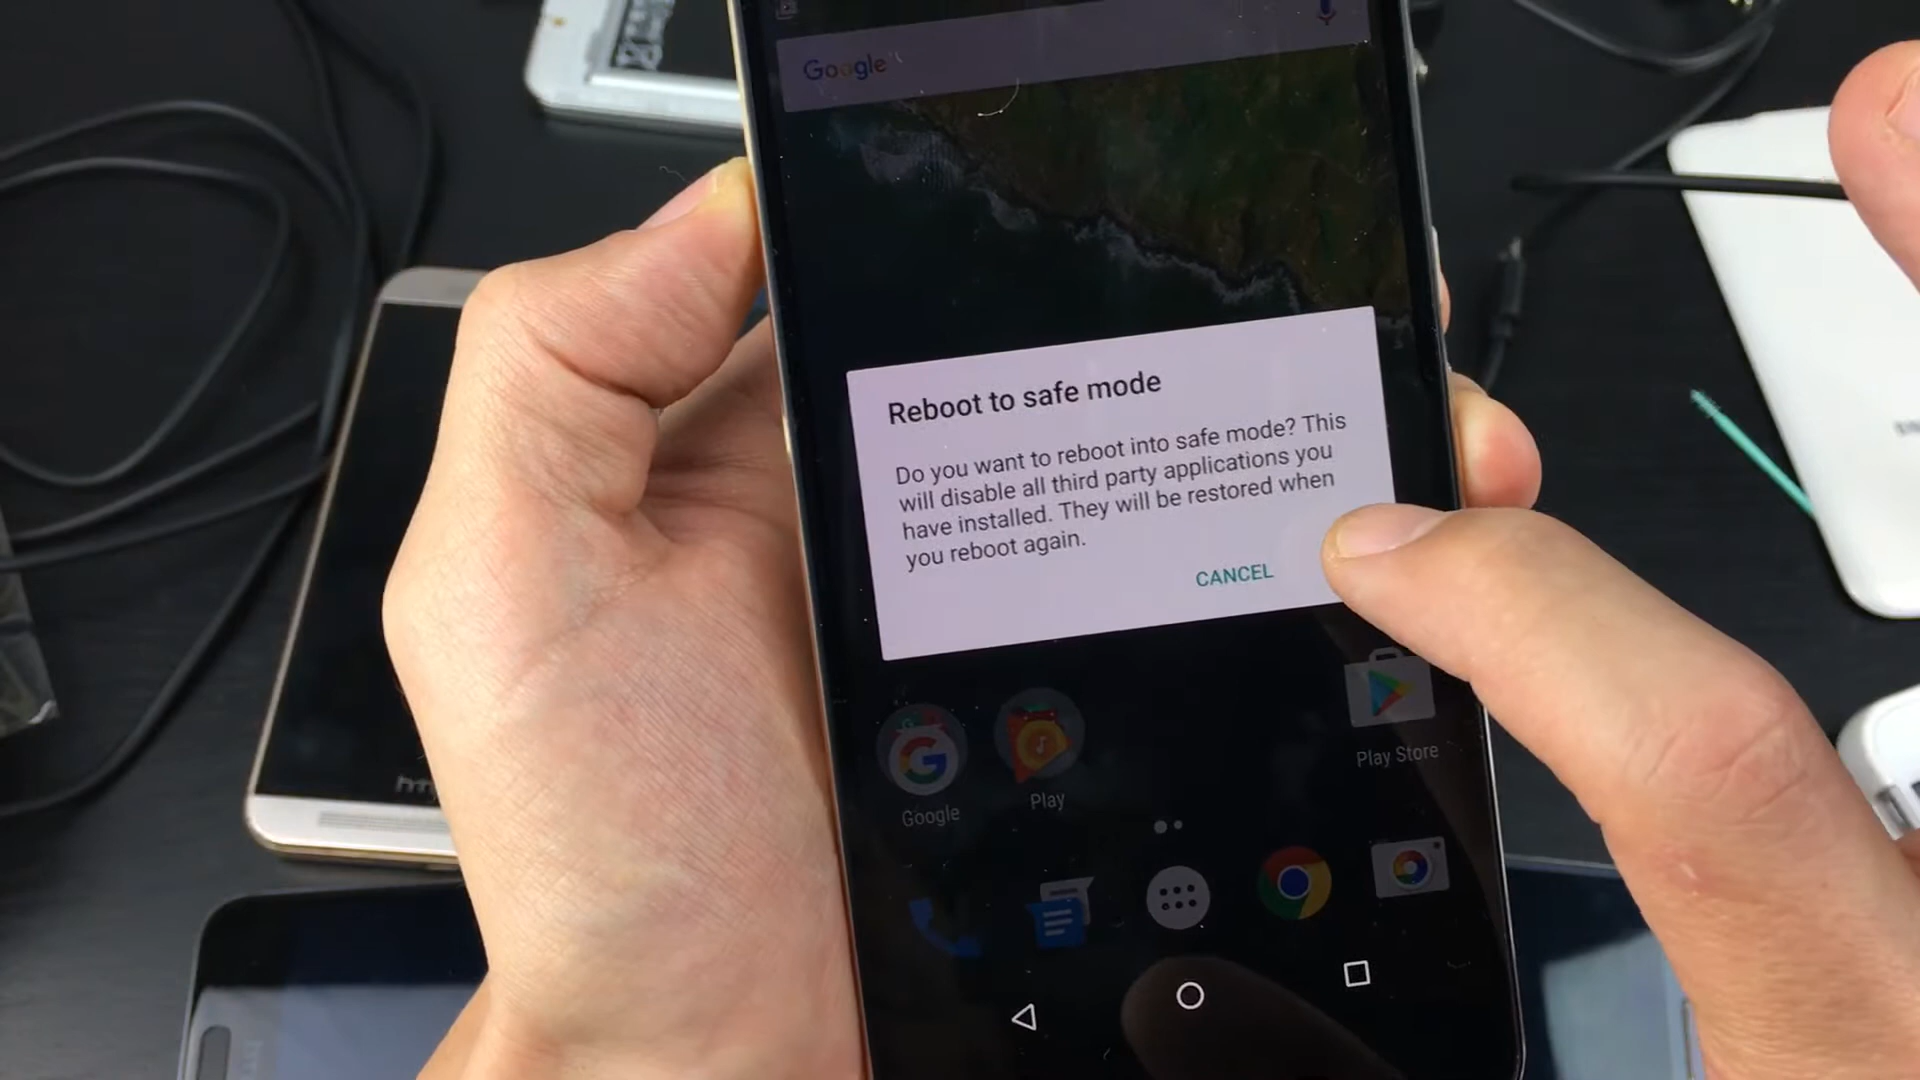 Google
Reboot to safe mode
Do you want to reboot into safe mode? This
will disable all third party applications you
have installed. They will be restored when
you reboot again.
CANCEL
Google
Play
Play Store